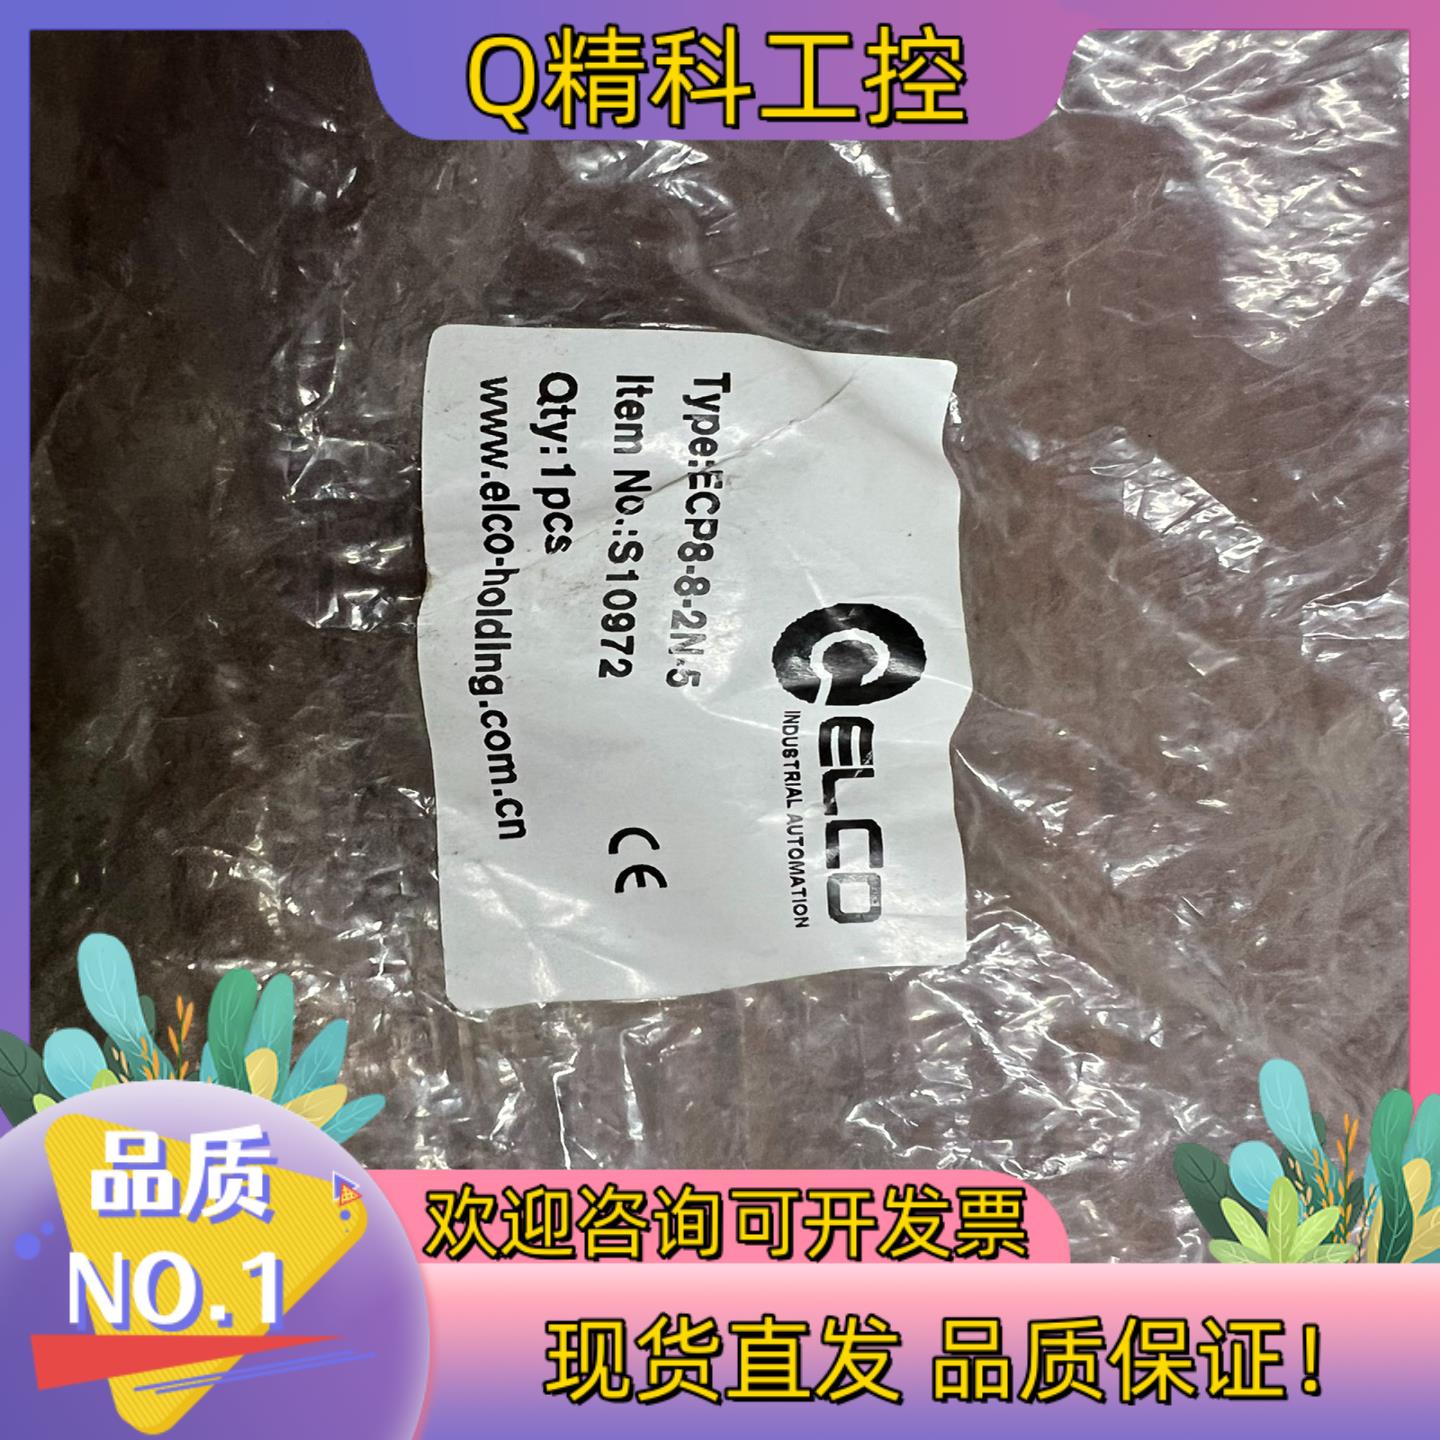 Q精科工控
ELCO
INDUSTRIAL AUTOMATION
Type:ECP8-8-2N-5
Item No.:S10972
CE
Qty:1pcs
www.elco-holding.com.cn
品质
NO.1
欢迎咨询可开发票
现货直发 品质保证!